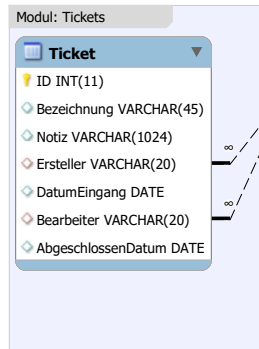 Modul: Tickets
Ticket
ID INT(11)
Bezeichnung VARCHAR(45)
Notiz VARCHAR(1024)
Ersteller VARCHAR(20)
∞
DatumEingang DATE
Bearbeiter VARCHAR(20)
∞
AbgeschlossenDatum DATE